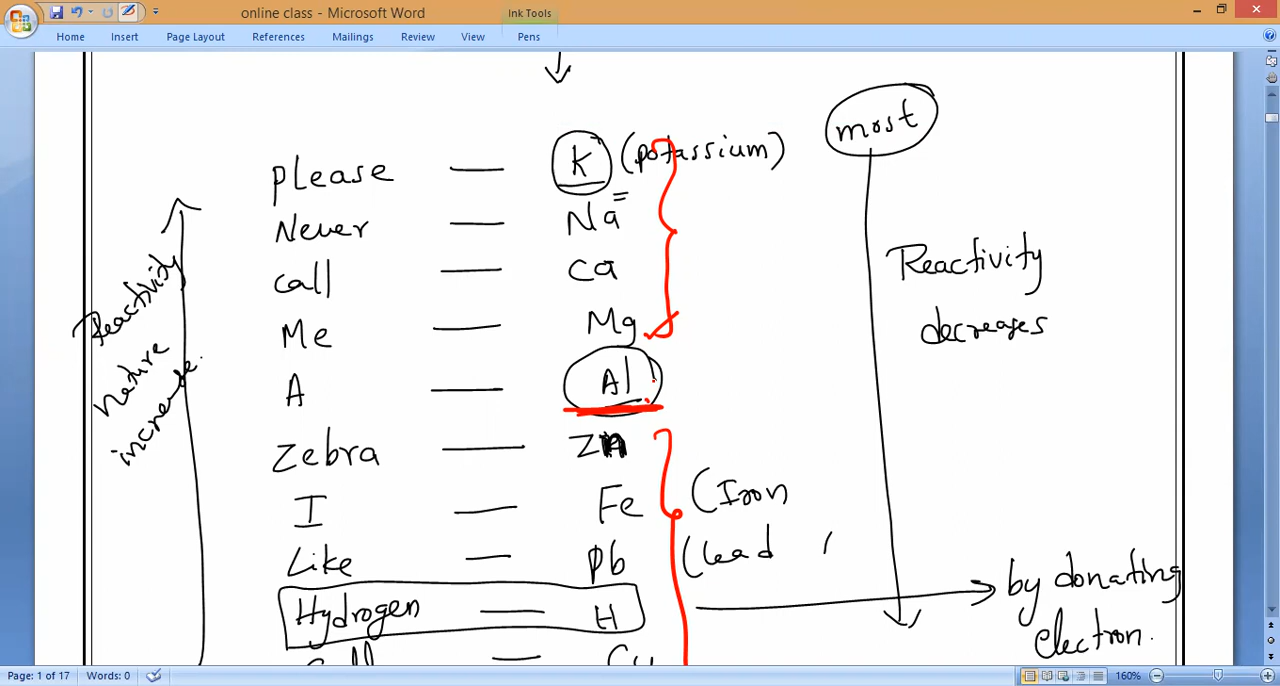 online class - Microsoft Word
Ink Tools
Home Insert Page Layout References Mailings Review View Pens
most
please — K (potassium)
Never — Na
call — Ca
Me — Mg
A — Al
Zebra — Zn
I — Fe (Iron
Like — Pb (lead (
Hydrogen — H
Call — Cu
Reactivity
decreases
Reactivity
Nature
increase.
by donating
electron.
Page: 1 of 17 Words: 0 160%